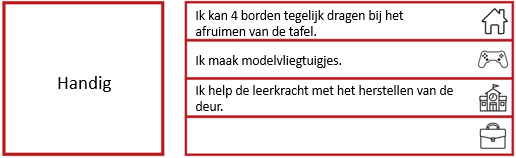 Handig
Ik kan 4 borden tegelijk dragen bij het
afruimen van de tafel.
Ik maak modelvliegtuigjes.
Ik help de leerkracht met het herstellen van de
deur.